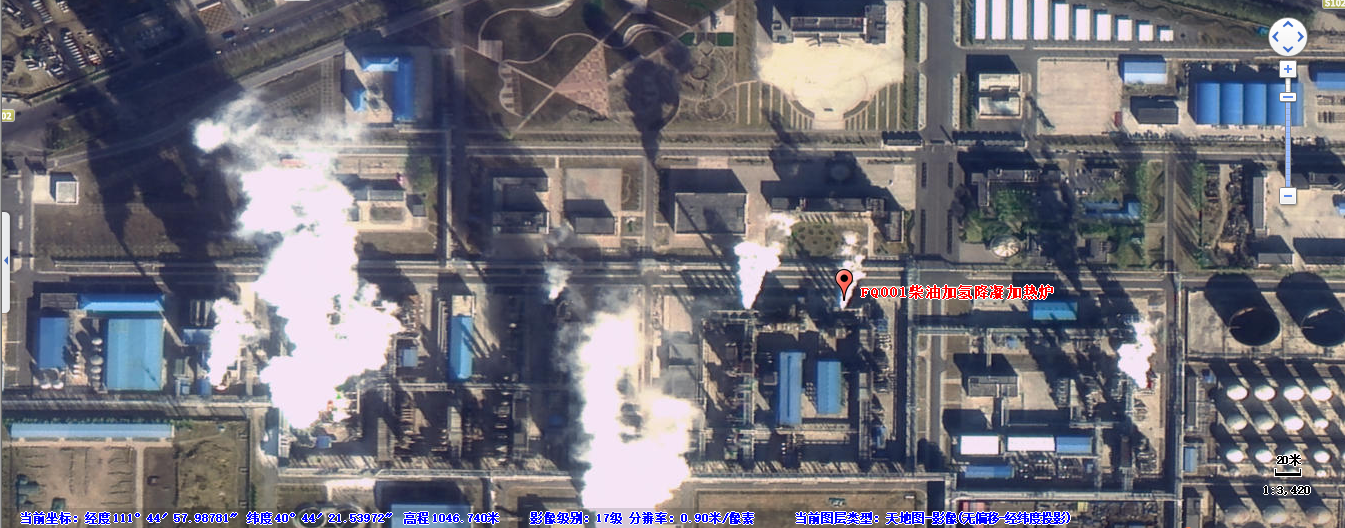 S102
02
FQ001柴油加氢降凝加热炉
20米
1:3,420
当前坐标: 经度111° 44′ 57.98781″ 纬度40° 44′ 21.53972″ 高程1046.740米 影像级别: 17级 分辨率: 0.90米/像素 当前图层类型: 天地图-影像(无偏移-经纬度投影)